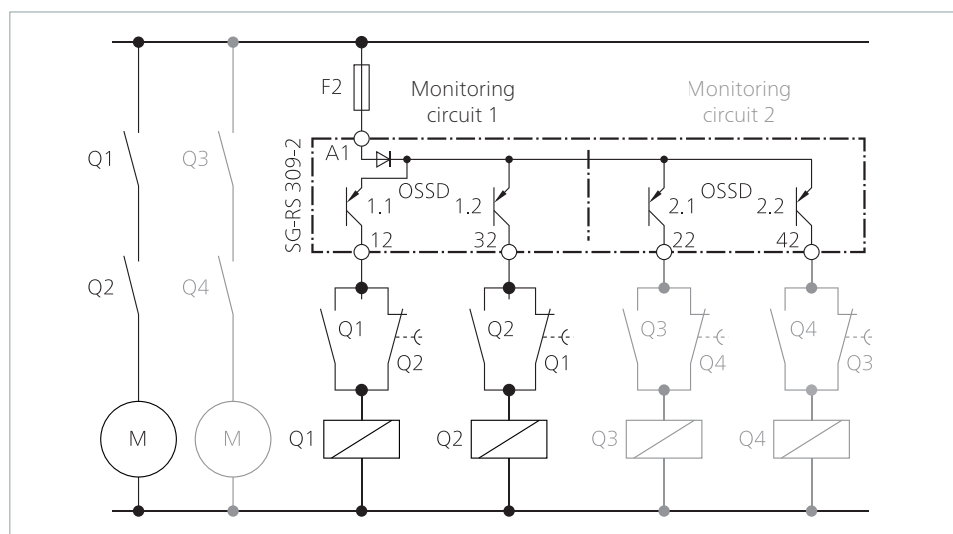 F2
Monitoring
circuit 1
Monitoring
circuit 2
Q1
Q3
SG-RS 309-2
A1
OSSD
OSSD
1.1
1.2
2.1
2.2
12
32
22
42
Q2
Q4
Q1
Q2
Q2
Q1
Q3
Q4
Q4
Q3
M
M
Q1
Q2
Q3
Q4